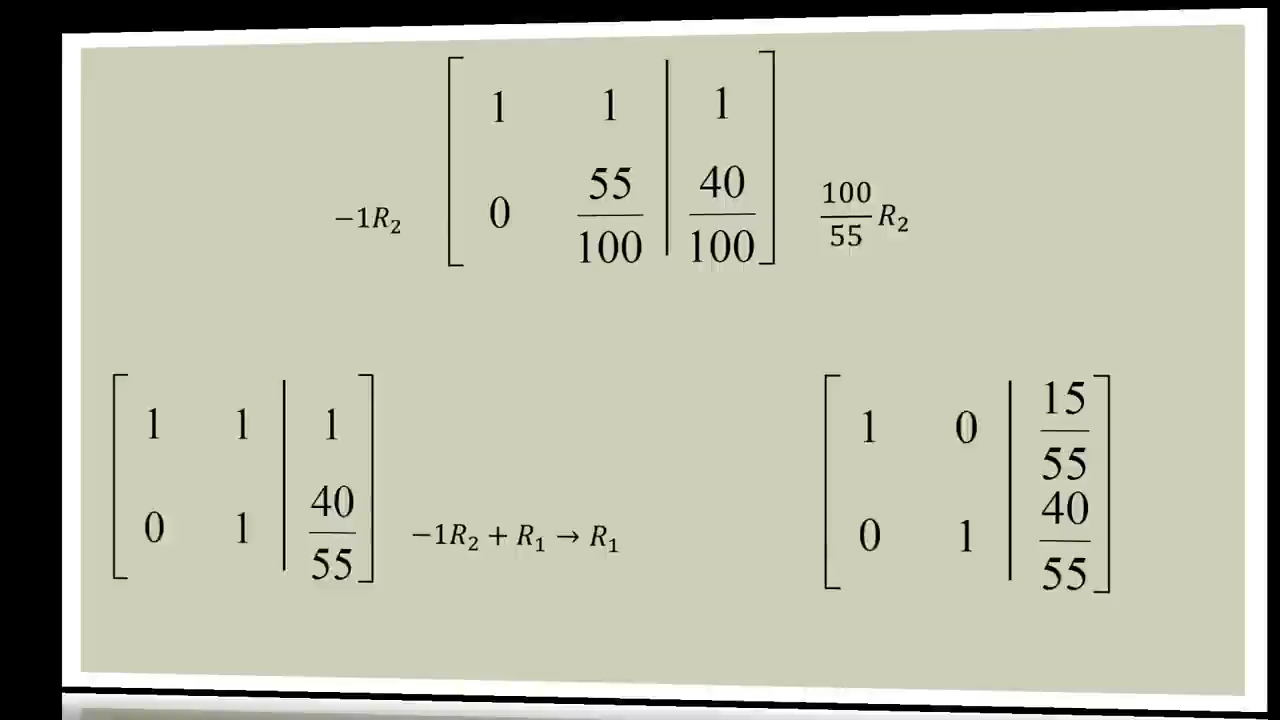 1 1 | 1
−1R₂ 0 55/100 | 40/100 100/55 R₂
1 1 | 1
0 1 | 40/55 −1R₂ + R₁ → R₁
1 0 | 15/55
0 1 | 40/55